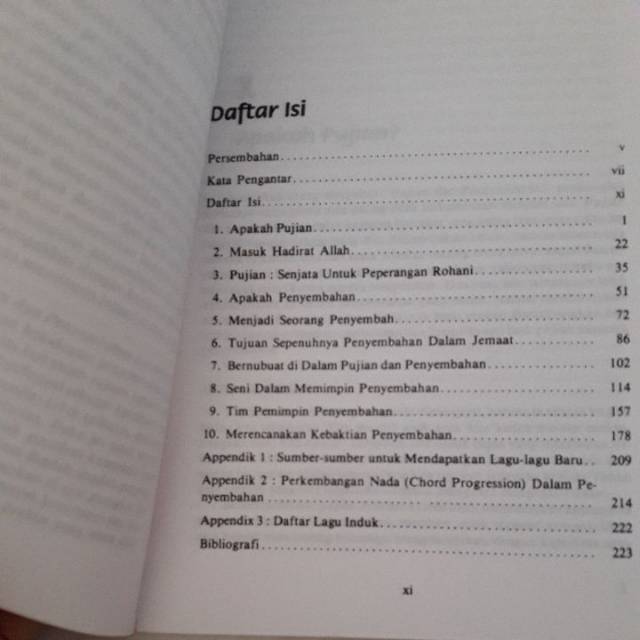 Daftar Isi
Persembahan v
Kata Pengantar vii
Daftar Isi xi
1. Apakah Pujian 1
2. Masuk Hadirat Allah 22
3. Pujian : Senjata Untuk Peperangan Rohani 35
4. Apakah Penyembahan 51
5. Menjadi Seorang Penyembah 72
6. Tujuan Sepenuhnya Penyembahan Dalam Jemaat 86
7. Bernubuat di Dalam Pujian dan Penyembahan 102
8. Seni Dalam Memimpin Penyembahan 114
9. Tim Pemimpin Penyembahan 157
10. Merencanakan Kebaktian Penyembahan 178
Appendik 1 : Sumber-sumber untuk Mendapatkan Lagu-lagu Baru 209
Appendik 2 : Perkembangan Nada (Chord Progression) Dalam Pe-
nyembahan 214
Appendix 3 : Daftar Lagu Induk 222
Bibliografi 223
xi